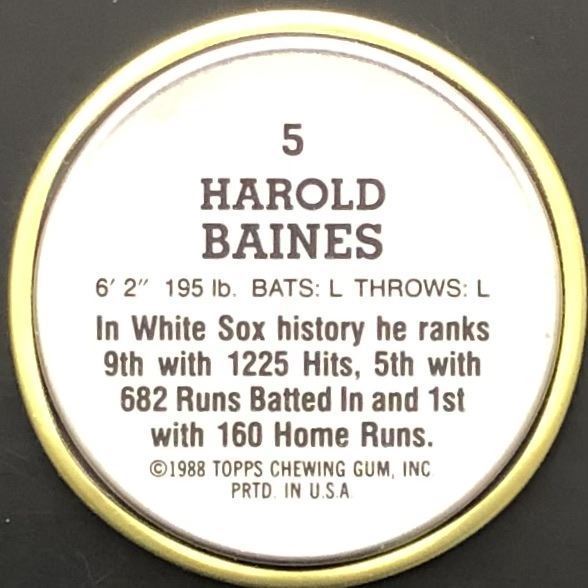 5
HAROLD
BAINES
6' 2" 195 lb. BATS: L THROWS: L
In White Sox history he ranks
9th with 1225 Hits, 5th with
682 Runs Batted In and 1st
with 160 Home Runs.
©1988 TOPPS CHEWING GUM, INC
PRTD. IN U.S.A